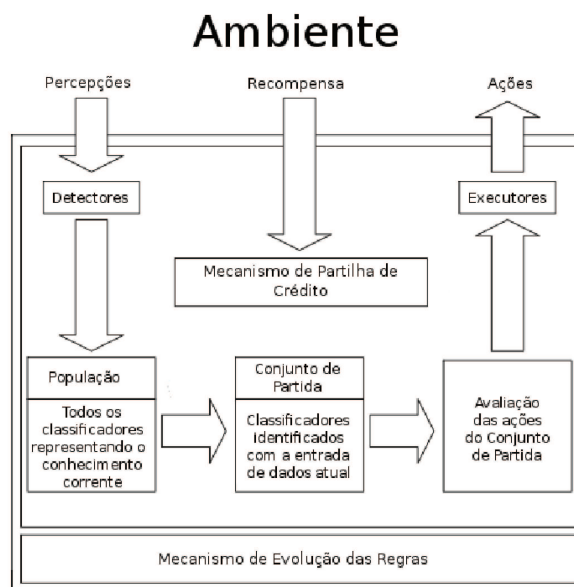 Ambiente
Percepções
Recompensa
Ações
Detectores
Executores
Mecanismo de Partilha de
Crédito
População
Todos os
classificadores
representando o
conhecimento
corrente
Conjunto de
Partida
Classificadores
identificados
com a entrada
de dados atual
Avaliação
das ações
do Conjunto
de Partida
Mecanismo de Evolução das Regras